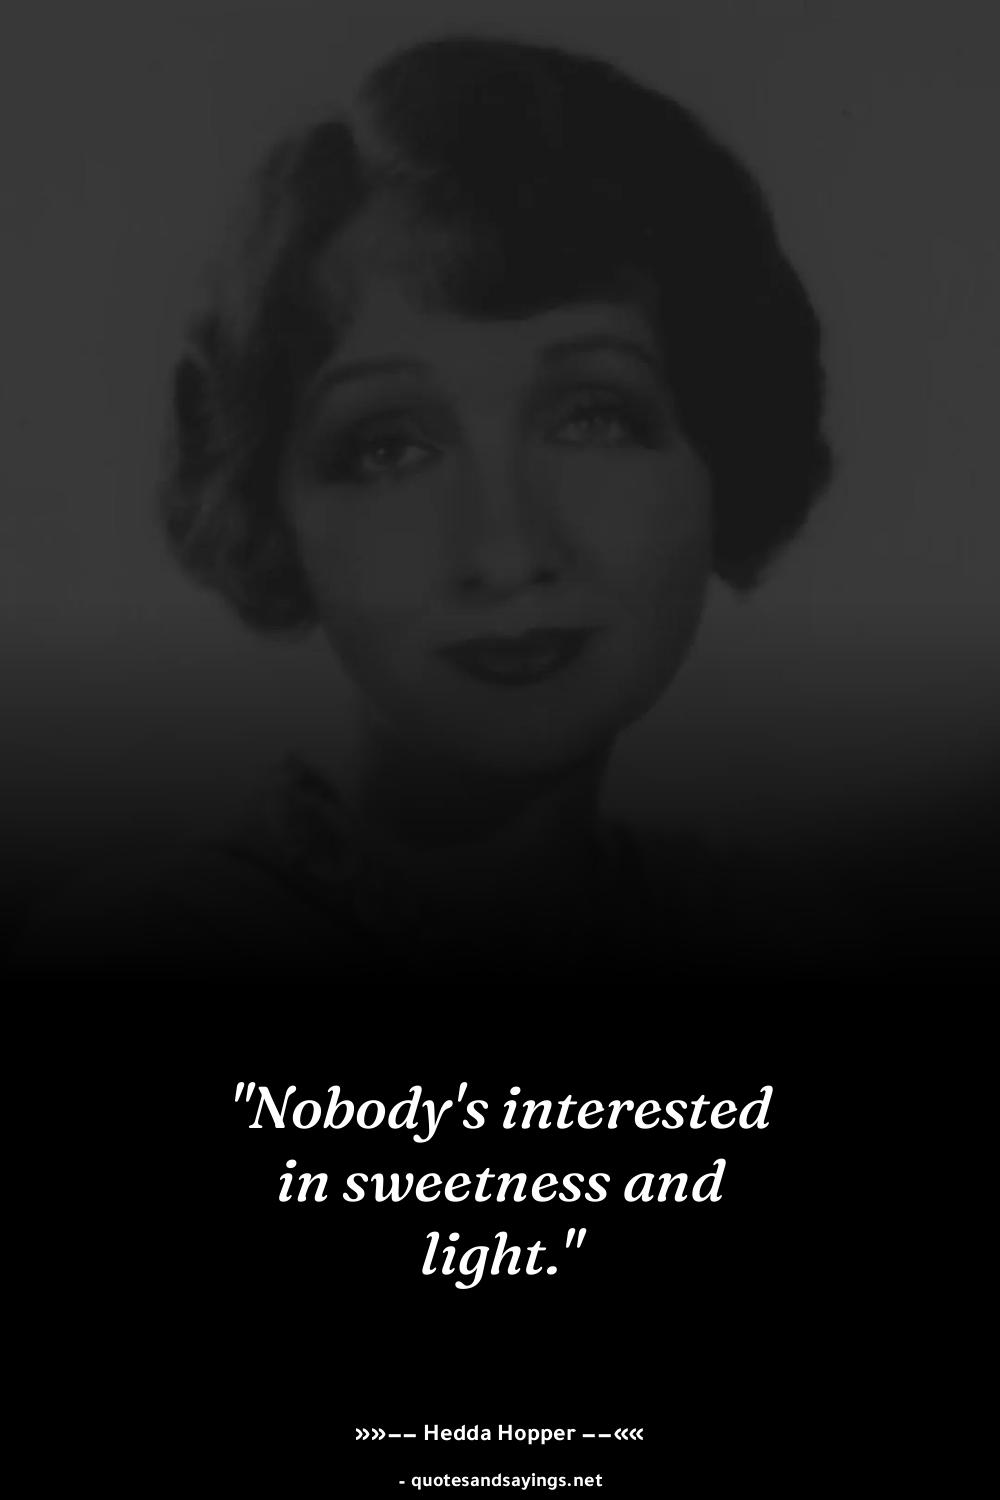 "Nobody's interested
in sweetness and
light."
»»−− Hedda Hopper −−««
- quotesandsayings.net